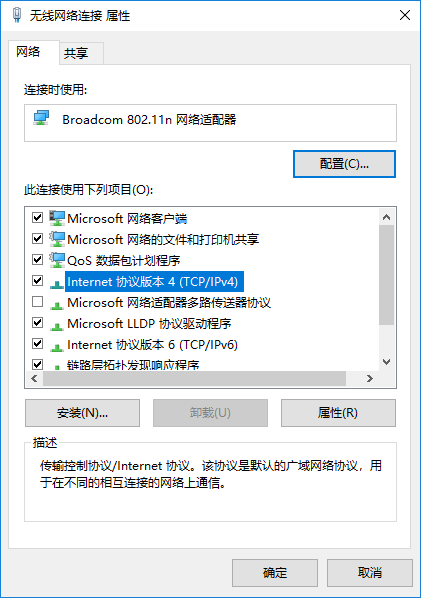 无线网络连接 属性
网络
共享
连接时使用:
Broadcom 802.11n 网络适配器
配置(C)...
此连接使用下列项目(O):
Microsoft 网络客户端
Microsoft 网络的文件和打印机共享
QoS 数据包计划程序
Internet 协议版本 4 (TCP/IPv4)
Microsoft 网络适配器多路传送器协议
Microsoft LLDP 协议驱动程序
Internet 协议版本 6 (TCP/IPv6)
链路层拓扑发现响应程序
安装(N)...
卸载(U)
属性(R)
描述
传输控制协议/Internet 协议。该协议是默认的广域网络协议，用
于在不同的相互连接的网络上通信。
确定
取消